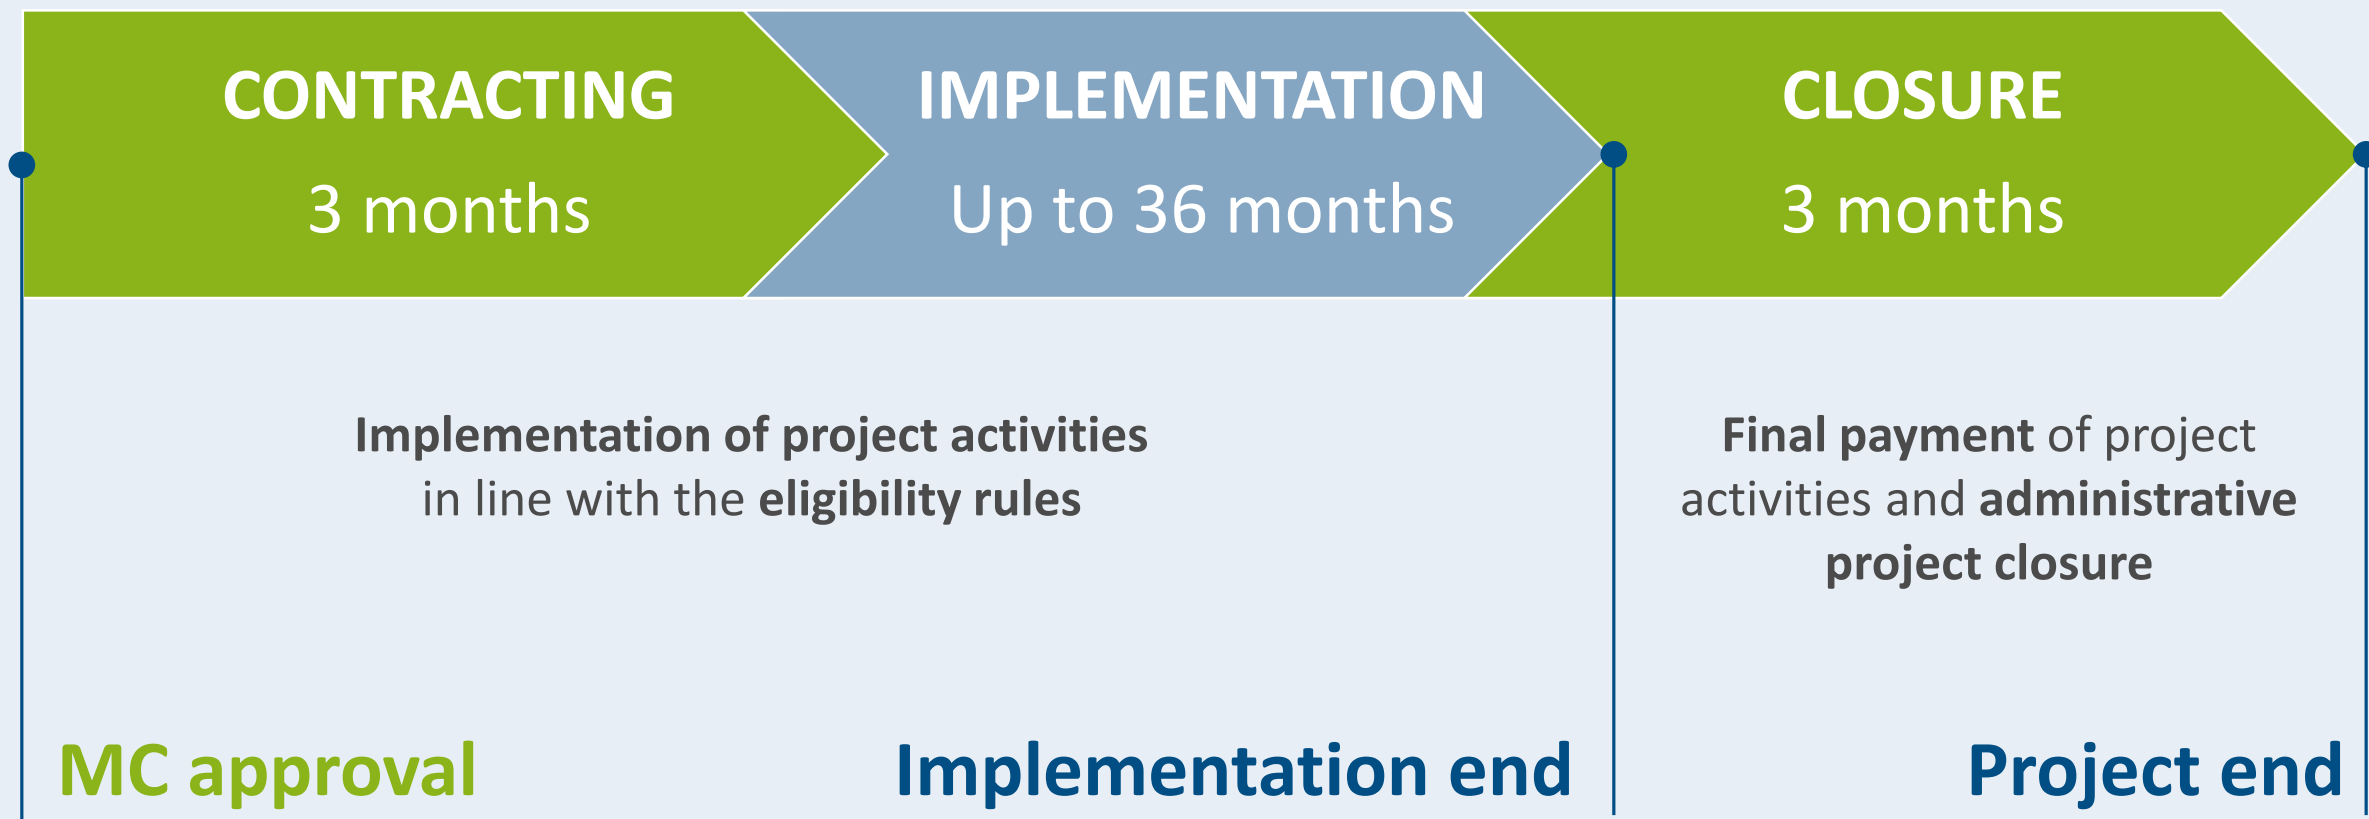 CONTRACTING
3 months
IMPLEMENTATION
Up to 36 months
CLOSURE
3 months
Implementation of project activities
in line with the eligibility rules
Final payment of project
activities and administrative
project closure
MC approval
Implementation end
Project end